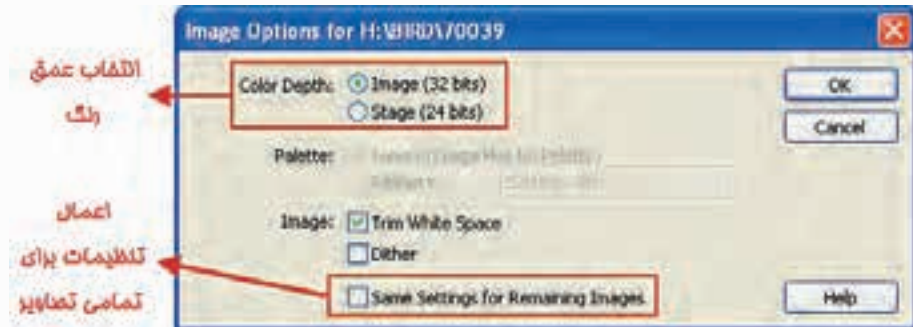 Image Options for H:\BIRD\70039
انتخاب عمق
رنگ
Color Depth: Image (32 bits)
Stage (24 bits)
OK
Cancel
Palette:
Image: Trim White Space
Dither
اعمال
تنظیمات برای
تمامی تصاویر
Same Settings for Remaining Images
Help